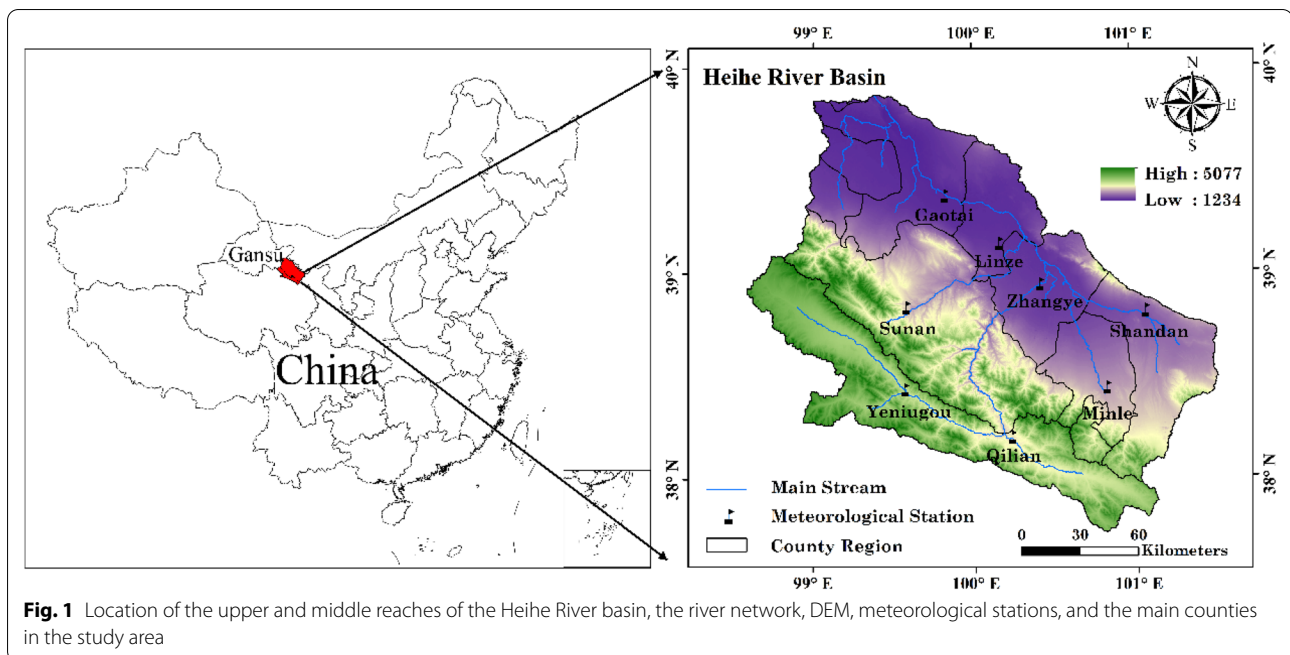 Gansu
China
99° E
100° E
101° E
40° N
39° N
38° N
Heihe River Basin
N
W
E
S
High : 5077
Low : 1234
Gaotai
Linze
Zhangye
Sunan
Shandan
Yeniugou
Minle
Qilian
Main Stream
Meteorological Station
County Region
0 30 60
Kilometers
40° N
39° N
38° N
99° E
100° E
101° E
Fig. 1 Location of the upper and middle reaches of the Heihe River basin, the river network, DEM, meteorological stations, and the main counties
in the study area